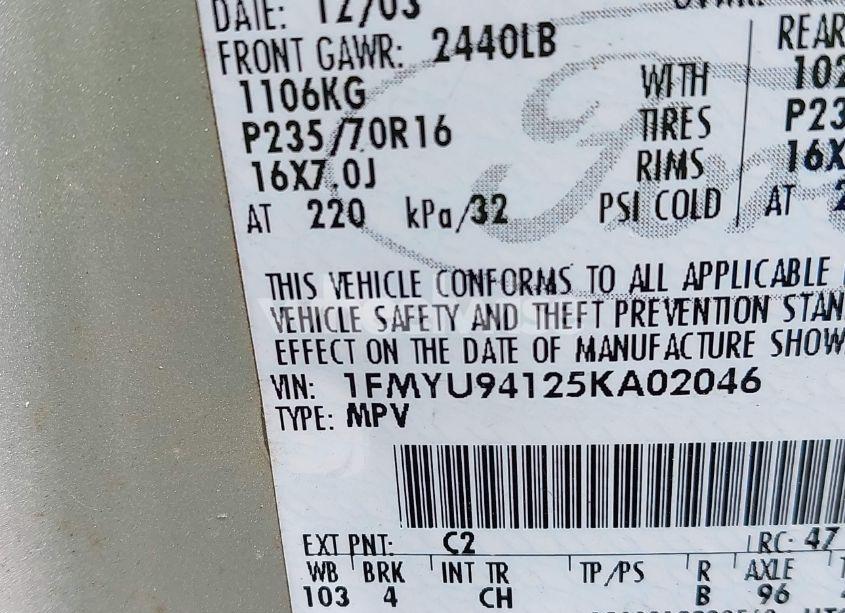 DATE: 12/03
FRONT GAWR: 2440LB REAR
1106KG WITH 102
P235/70R16 TIRES P23
16X7.0J RIMS 16X
AT 220 kPa/32 PSI COLD AT 2
THIS VEHICLE CONFORMS TO ALL APPLICABLE
VEHICLE SAFETY AND THEFT PREVENTION STAN
EFFECT ON THE DATE OF MANUFACTURE SHOW
VIN: 1FMYU94125KA02046
TYPE: MPV
EXT PNT: C2 RC: 47
WB BRK INT TR TP/PS R AXLE
103 4 CH B 96